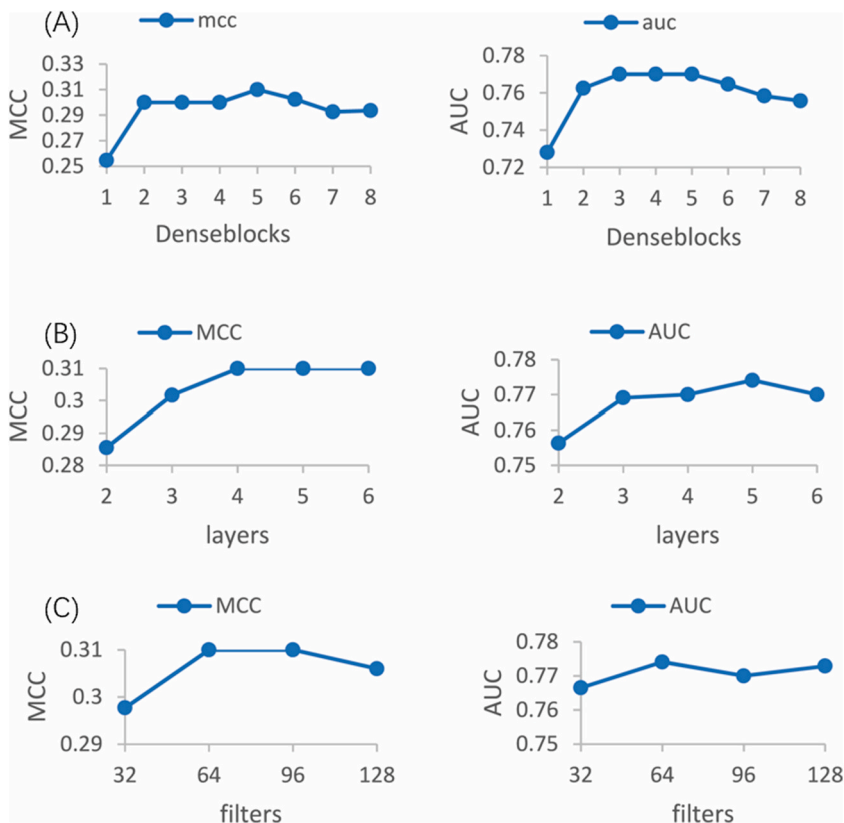 (A)
mcc
MCC
0.33
0.31
0.29
0.27
0.25
1 2 3 4 5 6 7 8
Denseblocks
auc
AUC
0.78
0.76
0.74
0.72
1 2 3 4 5 6 7 8
Denseblocks
(B)
MCC
MCC
0.31
0.3
0.29
0.28
2 3 4 5 6
layers
AUC
AUC
0.78
0.77
0.76
0.75
2 3 4 5 6
layers
(C)
MCC
MCC
0.31
0.3
0.29
32 64 96 128
filters
AUC
AUC
0.78
0.77
0.76
0.75
32 64 96 128
filters